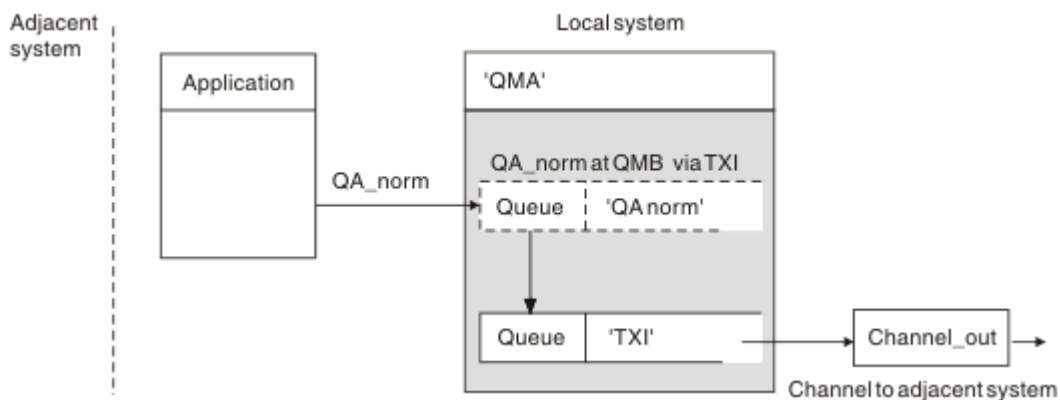 Adjacent
system
Local system
Application
'QMA'
QA_norm at QMB via TXI
QA_norm
Queue
'QA norm'
Queue
'TXI'
Channel_out
Channel to adjacent system